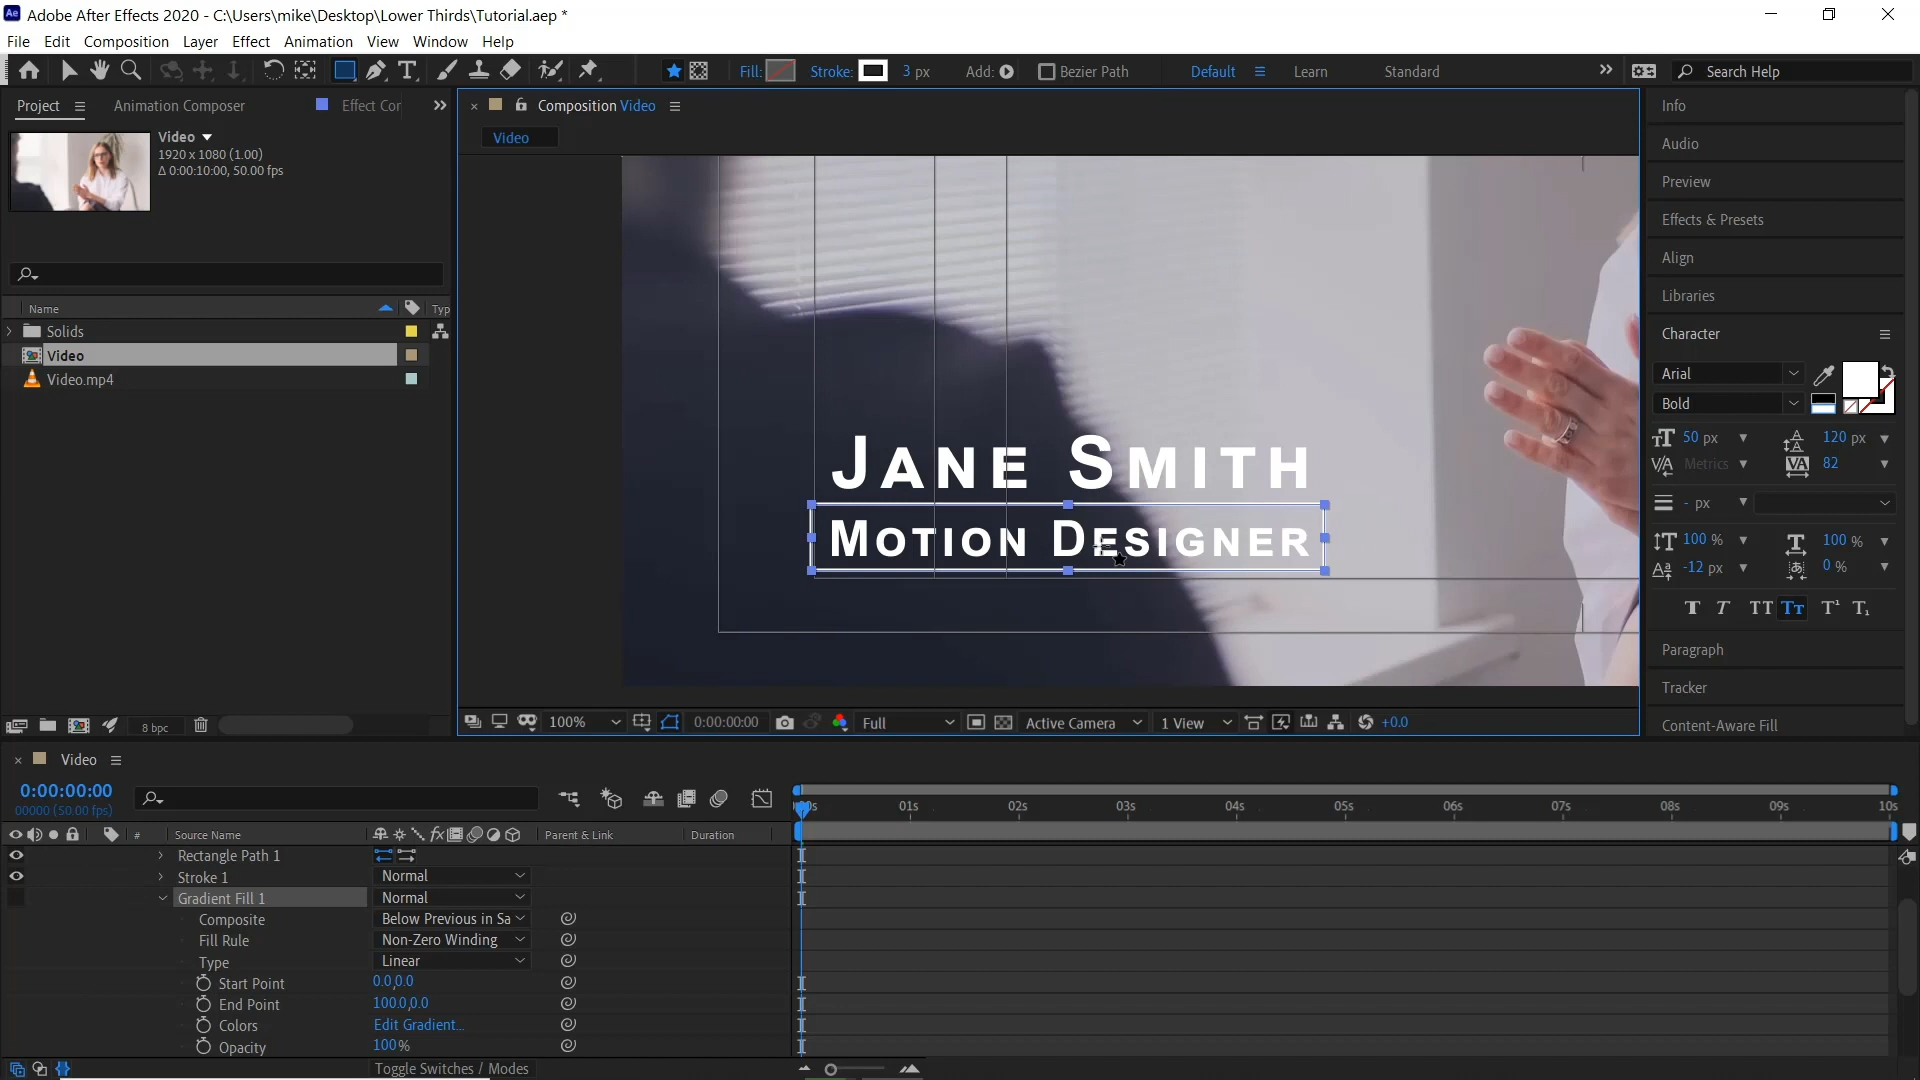 Adobe After Effects 2020 - C:\Users\mike\Desktop\Lower Thirds\Tutorial.aep *
File Edit Composition Layer Effect Animation View Window Help
Fill: Stroke: 3 px Add: Bezier Path Default Learn Standard Search Help
Project Animation Composer Effect Cor
Composition Video
Video
Video
1920 x 1080 (1.00)
Δ 0:00:10:00, 50.00 fps
Name Typ
Solids
Video
Video.mp4
8 bpc
JANE SMITH
MOTION DESIGNER
100% 0:00:00:00 Full Active Camera 1 View +0.0
Info
Audio
Preview
Effects & Presets
Align
Libraries
Character
Arial
Bold
50 px 120 px
Metrics 82
- px
100 % 100 %
-12 px 0 %
T T TT Tт T¹ T₁
Paragraph
Tracker
Content-Aware Fill
Video
0:00:00:00
00000 (50.00 fps)
# Source Name Parent & Link Duration
01s 02s 03s 04s 05s 06s 07s 08s 09s 10s
Rectangle Path 1
Stroke 1 Normal
Gradient Fill 1 Normal
Composite Below Previous in Sa
Fill Rule Non-Zero Winding
Type Linear
Start Point 0.0,0.0
End Point 100.0,0.0
Colors Edit Gradient...
Opacity 100%
Toggle Switches / Modes